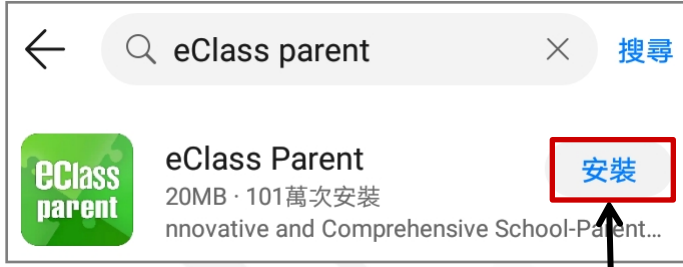 eClass parent 搜尋
eClass
parent
eClass Parent
安裝
20MB · 101萬次安裝
nnovative and Comprehensive School-Parent...